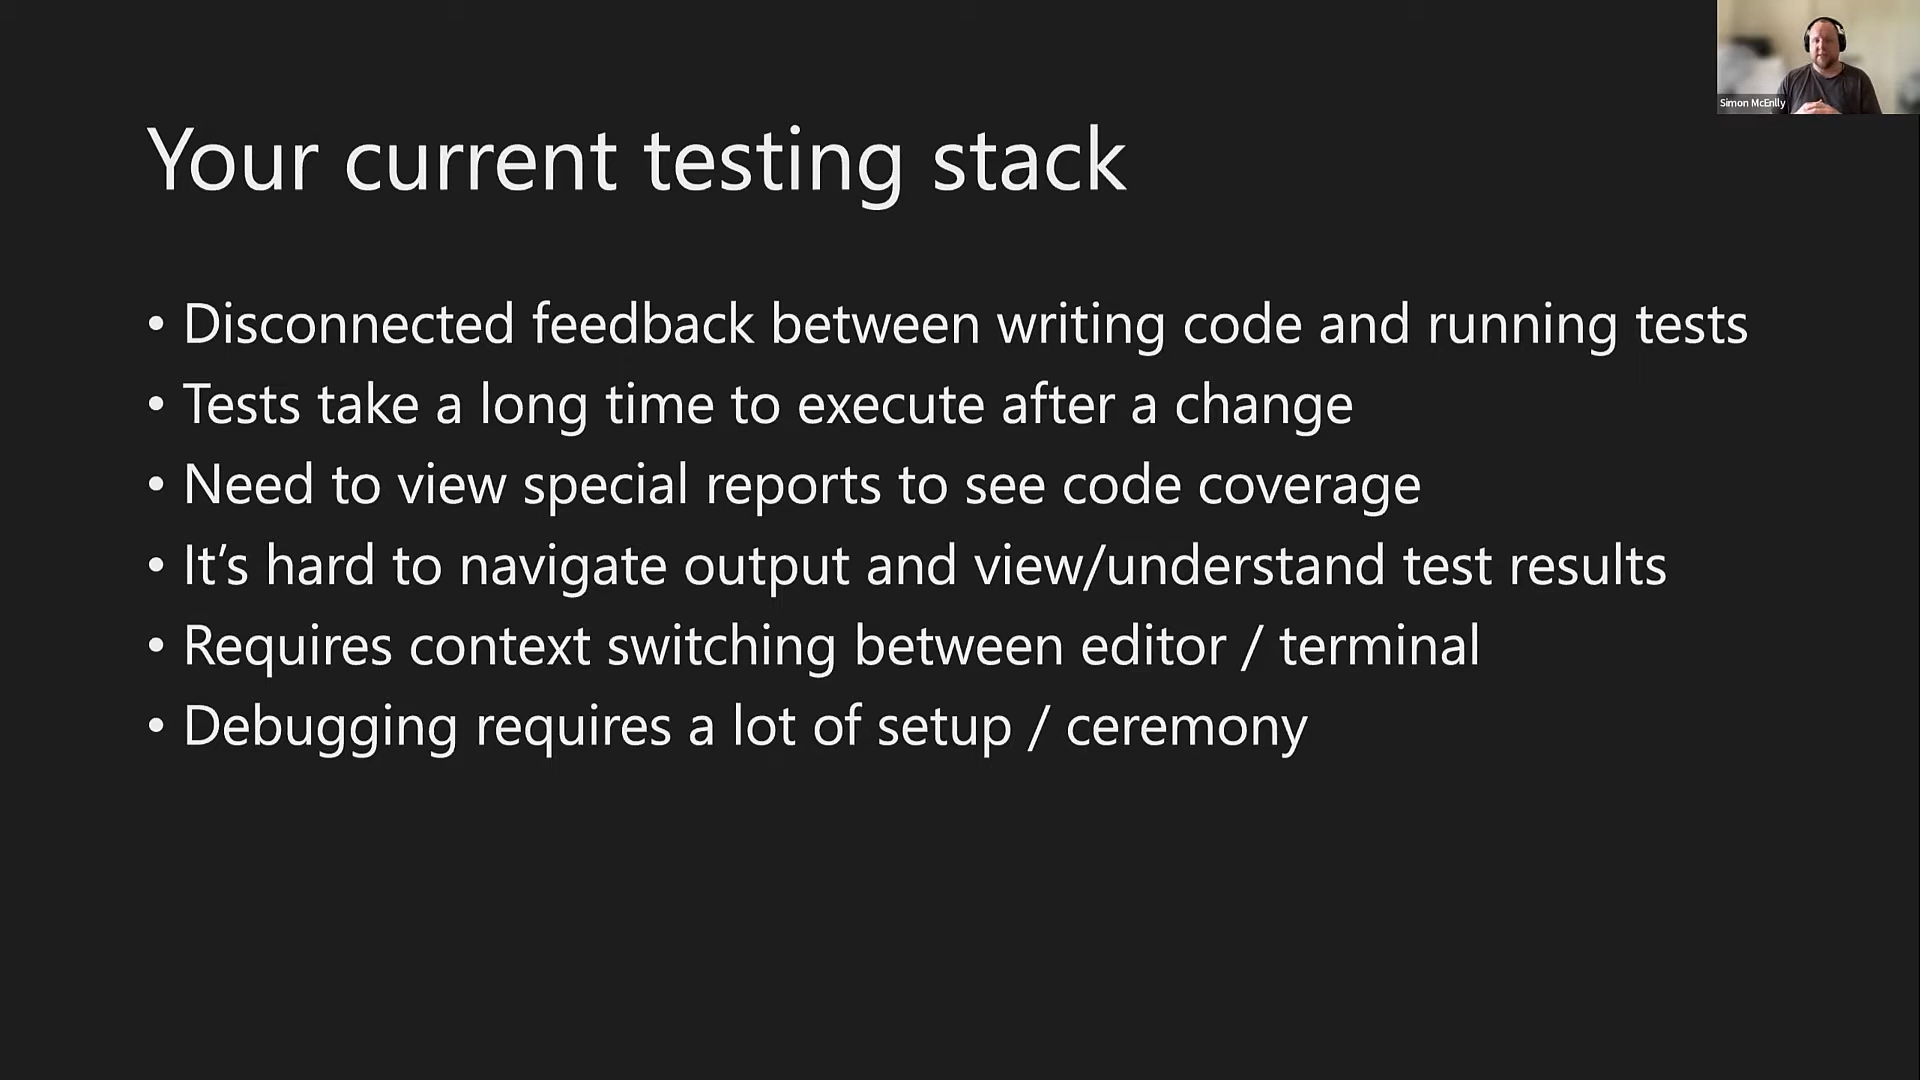 Simon McEnlly
Your current testing stack
• Disconnected feedback between writing code and running tests
• Tests take a long time to execute after a change
• Need to view special reports to see code coverage
• It’s hard to navigate output and view/understand test results
• Requires context switching between editor / terminal
• Debugging requires a lot of setup / ceremony